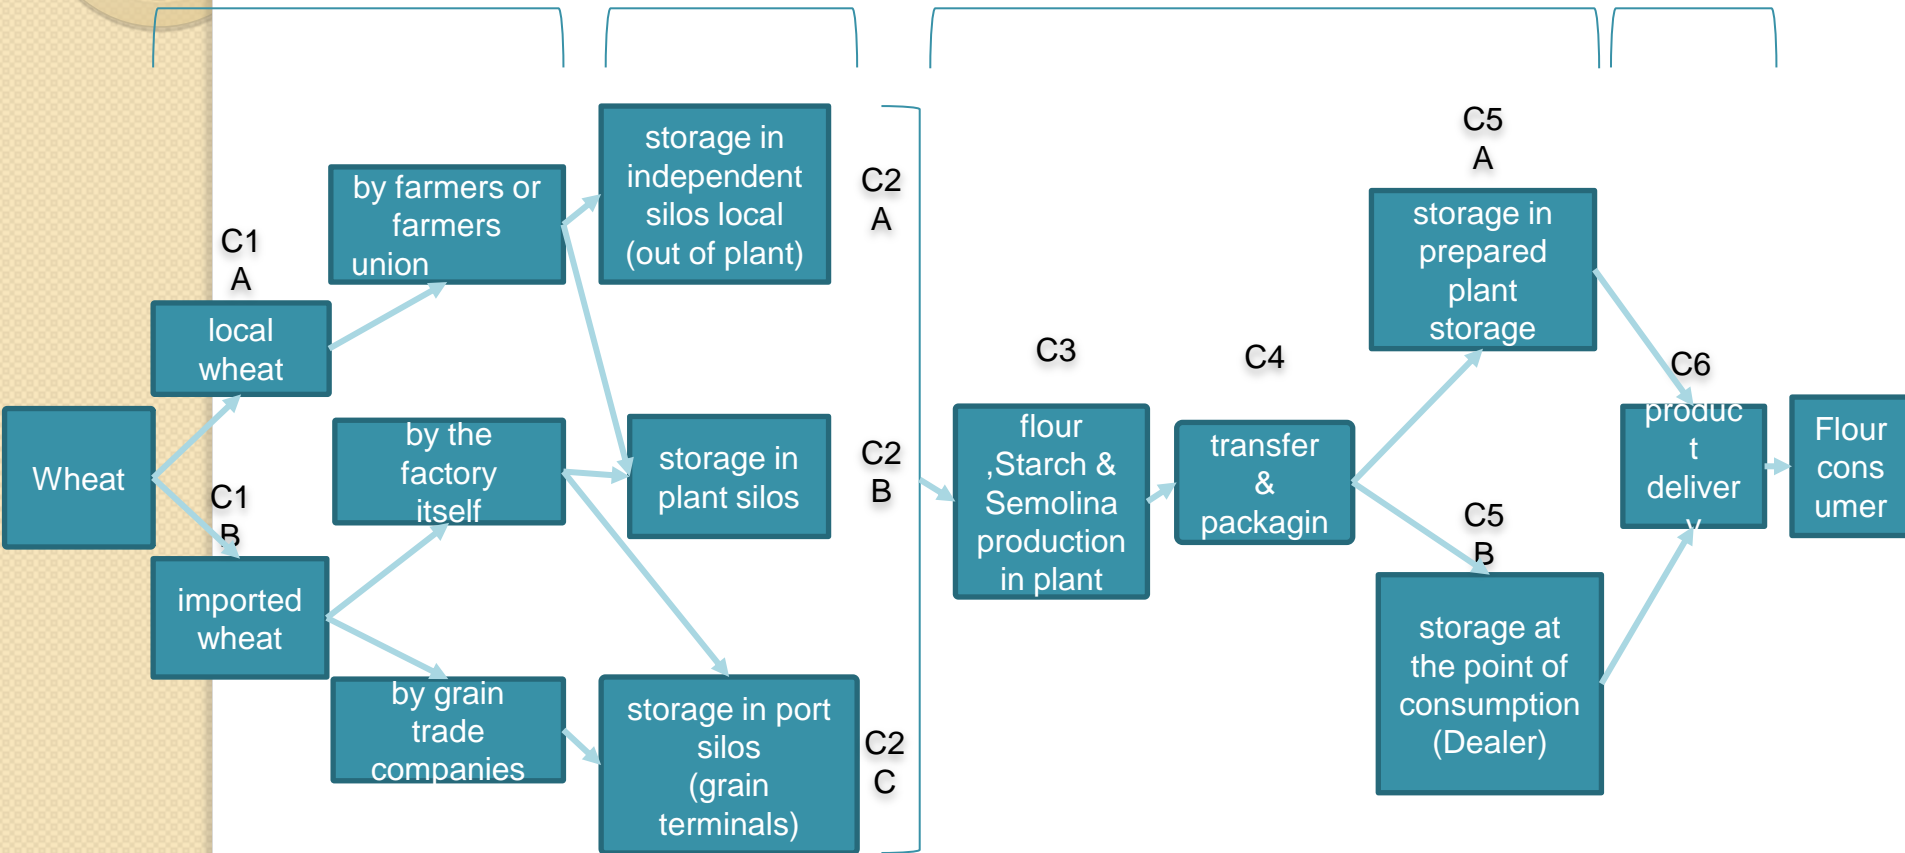 Wheat
C1
A
local
wheat
C1
B
imported
wheat
by farmers or
farmers
union
by the
factory
itself
by grain
trade
companies
storage in
independent
silos local
(out of plant)
storage in
plant silos
storage in port
silos
(grain
terminals)
C2
A
C2
B
C2
C
C3
flour
,Starch &
Semolina
production
in plant
C4
transfer
&
packagin
C5
A
storage in
prepared
plant
storage
C5
B
storage at
the point of
consumption
(Dealer)
C6
produc
t
deliver
y
Flour
cons
umer